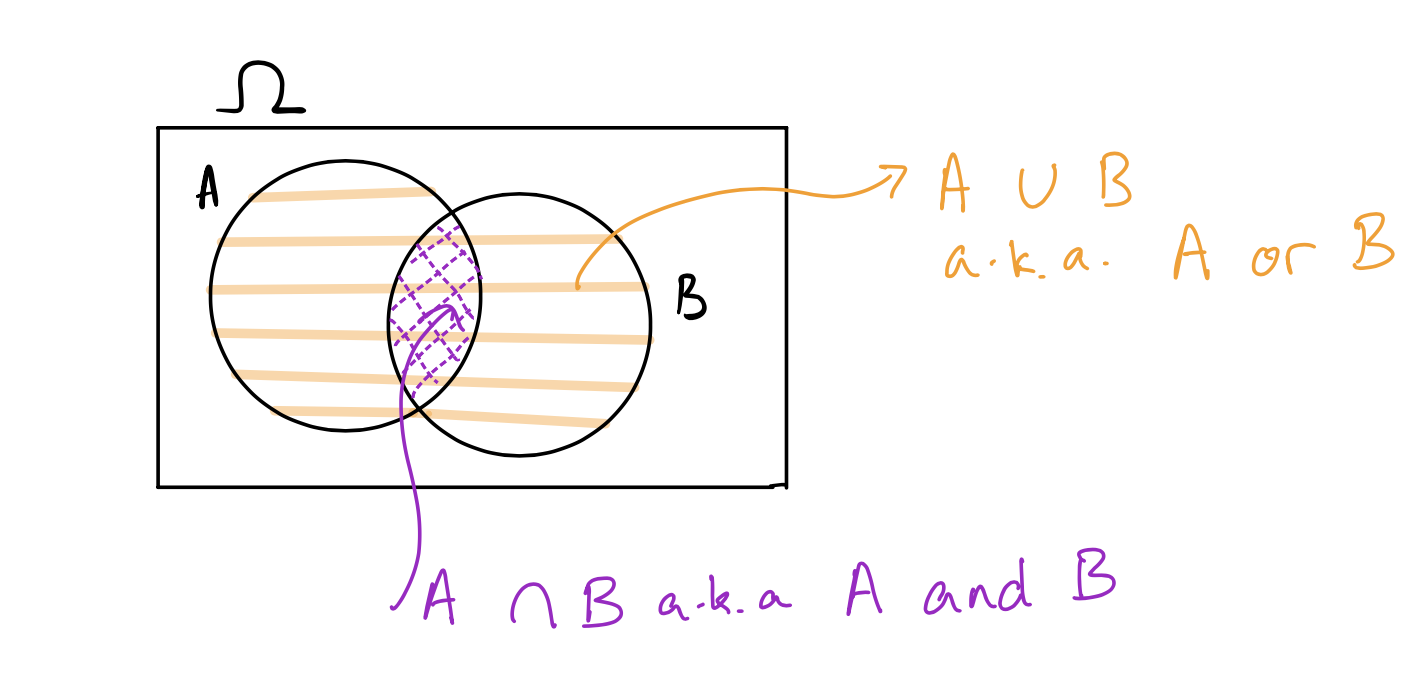 Ω
A
B
A ∪ B
a.k.a. A or B
A ∩ B a.k.a A and B